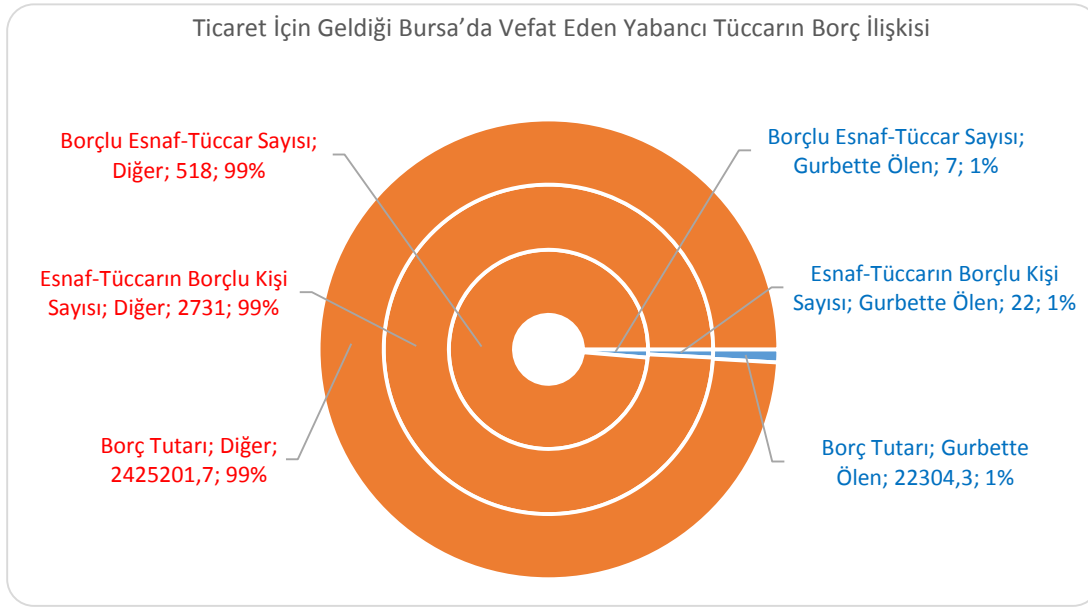 Ticaret İçin Geldiği Bursa’da Vefat Eden Yabancı Tüccarın Borç İlişkisi
Borçlu Esnaf-Tüccar Sayısı;
Diğer; 518; 99%
Esnaf-Tüccarın Borçlu Kişi
Sayısı; Diğer; 2731; 99%
Borç Tutarı; Diğer;
2425201,7; 99%
Borçlu Esnaf-Tüccar Sayısı;
Gurbette Ölen; 7; 1%
Esnaf-Tüccarın Borçlu Kişi
Sayısı; Gurbette Ölen; 22; 1%
Borç Tutarı; Gurbette
Ölen; 22304,3; 1%